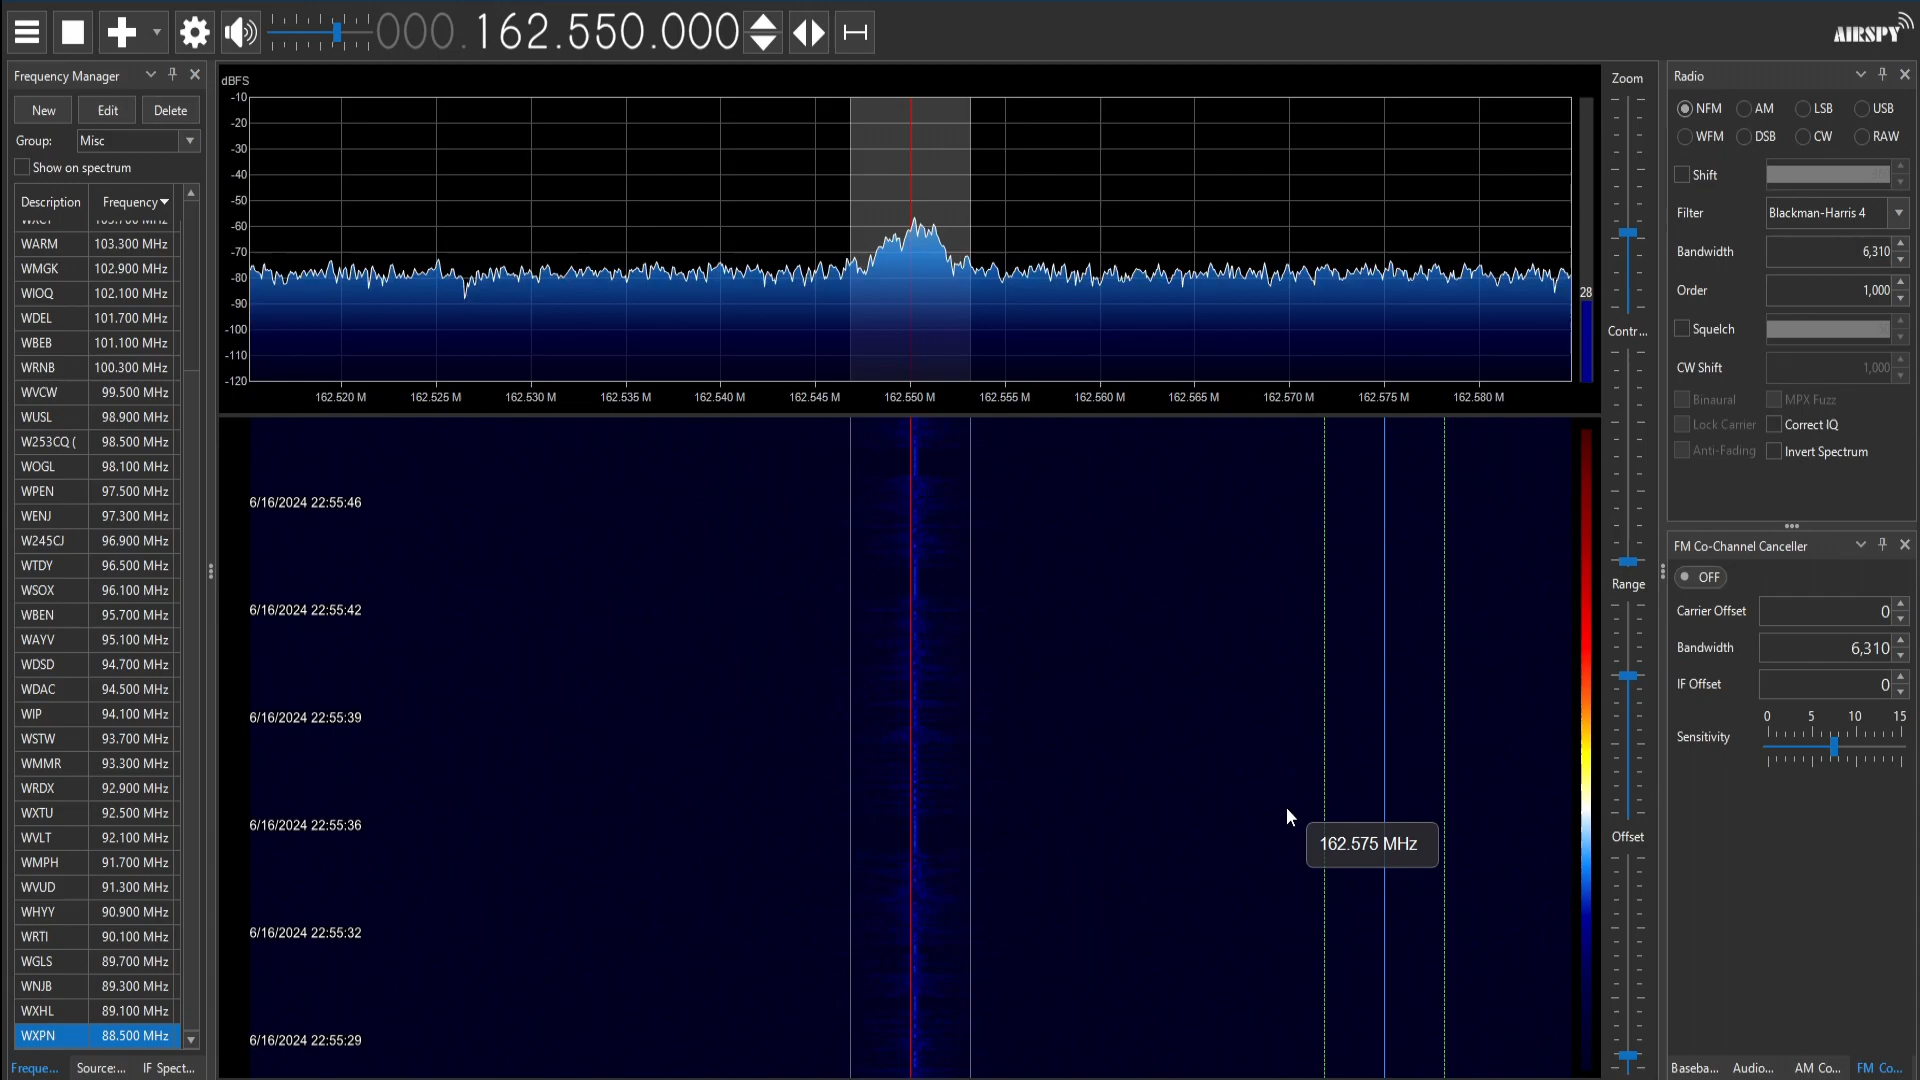 000.162.550.000
AIRSPY
Frequency Manager
New Edit Delete
Group: Misc
Show on spectrum
Description Frequency
WARM 103.300 MHz
WMGK 102.900 MHz
WIOQ 102.100 MHz
WDEL 101.700 MHz
WBEB 101.100 MHz
WRNB 100.300 MHz
WVCW 99.500 MHz
WUSL 98.900 MHz
W253CQ ( 98.500 MHz
WOGL 98.100 MHz
WPEN 97.500 MHz
WENJ 97.300 MHz
W245CJ 96.900 MHz
WTDY 96.500 MHz
WSOX 96.100 MHz
WBEN 95.700 MHz
WAYV 95.100 MHz
WDSD 94.700 MHz
WDAC 94.500 MHz
WIP 94.100 MHz
WSTW 93.700 MHz
WMMR 93.300 MHz
WRDX 92.900 MHz
WXTU 92.500 MHz
WVLT 92.100 MHz
WMPH 91.700 MHz
WVUD 91.300 MHz
WHYY 90.900 MHz
WRTI 90.100 MHz
WGLS 89.700 MHz
WNJB 89.300 MHz
WXHL 89.100 MHz
WXPN 88.500 MHz
Freque... Source:... IF Spect...
dBFS
-10
-20
-30
-40
-50
-60
-70
-80
-90
-100
-110
-120
28
162.520 M 162.525 M 162.530 M 162.535 M 162.540 M 162.545 M 162.550 M 162.555 M 162.560 M 162.565 M 162.570 M 162.575 M 162.580 M
6/16/2024 22:55:46
6/16/2024 22:55:42
6/16/2024 22:55:39
6/16/2024 22:55:36
6/16/2024 22:55:32
6/16/2024 22:55:29
162.575 MHz
Zoom
Contr...
Range
Offset
Radio
NFM AM LSB USB
WFM DSB CW RAW
Shift
Filter Blackman-Harris 4
Bandwidth 6,310
Order 1,000
Squelch
CW Shift 1,000
Binaural MPX Fuzz
Lock Carrier Correct IQ
Anti-Fading Invert Spectrum
FM Co-Channel Canceller
OFF
Carrier Offset 0
Bandwidth 6,310
IF Offset 0
0 5 10 15
Sensitivity
Baseba... Audio... AM Co... FM Co...